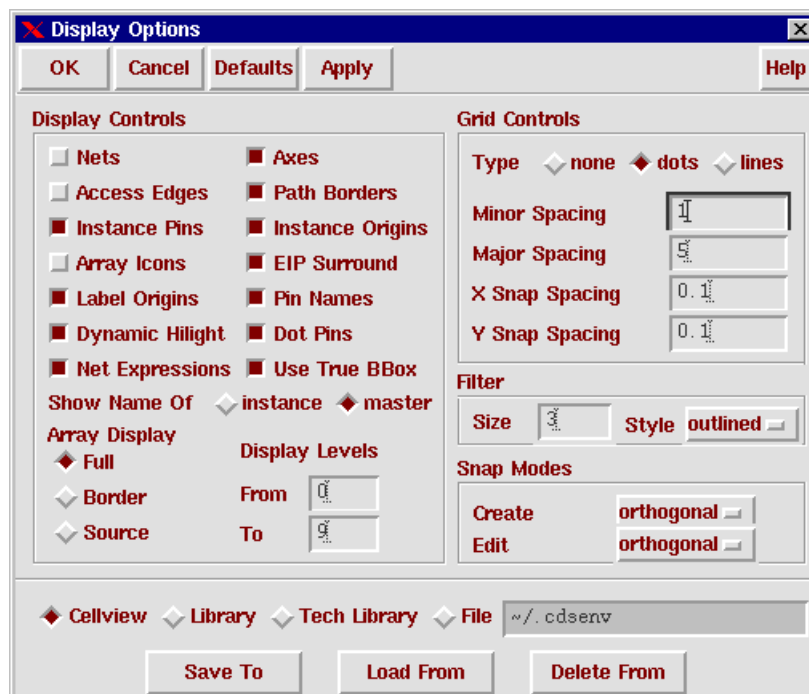 Display Options
OK Cancel Defaults Apply Help
Display Controls
Nets Axes
Access Edges Path Borders
Instance Pins Instance Origins
Array Icons EIP Surround
Label Origins Pin Names
Dynamic Hilight Dot Pins
Net Expressions Use True BBox
Show Name Of instance master
Array Display
Full
Border
Source
Display Levels
From 0
To 9
Grid Controls
Type none dots lines
Minor Spacing 1
Major Spacing 5
X Snap Spacing 0.1
Y Snap Spacing 0.1
Filter
Size 3 Style outlined
Snap Modes
Create orthogonal
Edit orthogonal
Cellview Library Tech Library File ~/.cdsenv
Save To Load From Delete From